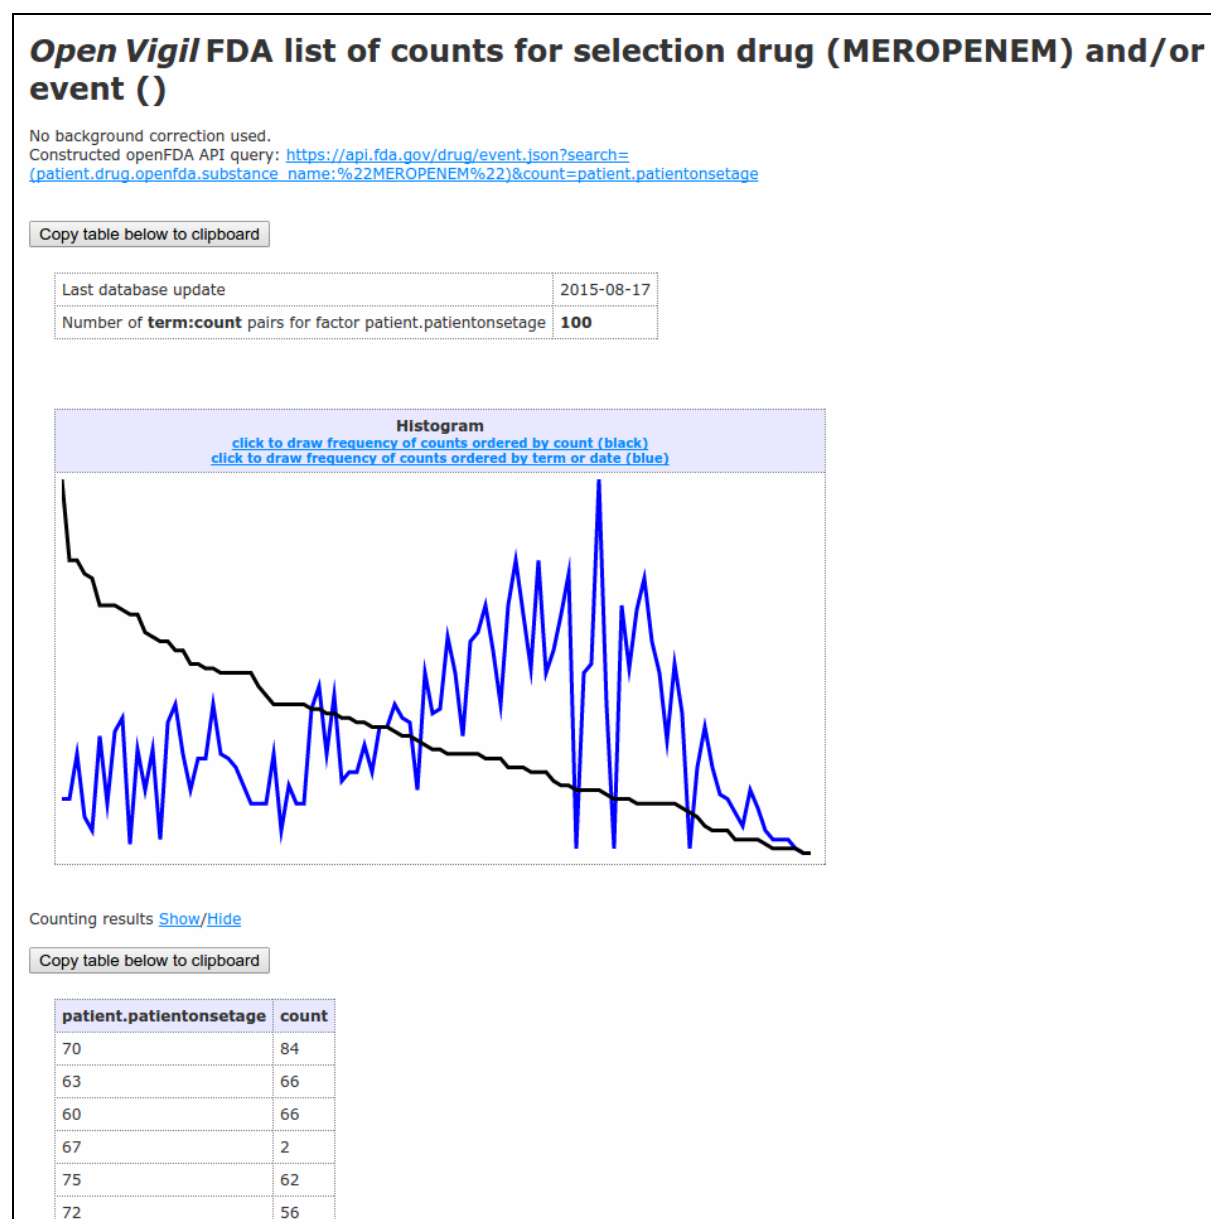 Open Vigil FDA list of counts for selection drug (MEROPENEM) and/or
event ()
No background correction used.
Constructed openFDA API query: https://api.fda.gov/drug/event.json?search=
(patient.drug.openfda.substance_name:%22MEROPENEM%22)&count=patient.patientonsetage
Copy table below to clipboard
Last database update 2015-08-17
Number of term:count pairs for factor patient.patientonsetage 100
Histogram
click to draw frequency of counts ordered by count (black)
click to draw frequency of counts ordered by term or date (blue)
Counting results Show/Hide
Copy table below to clipboard
patient.patientonsetage count
70 84
63 66
60 66
67 2
75 62
72 56